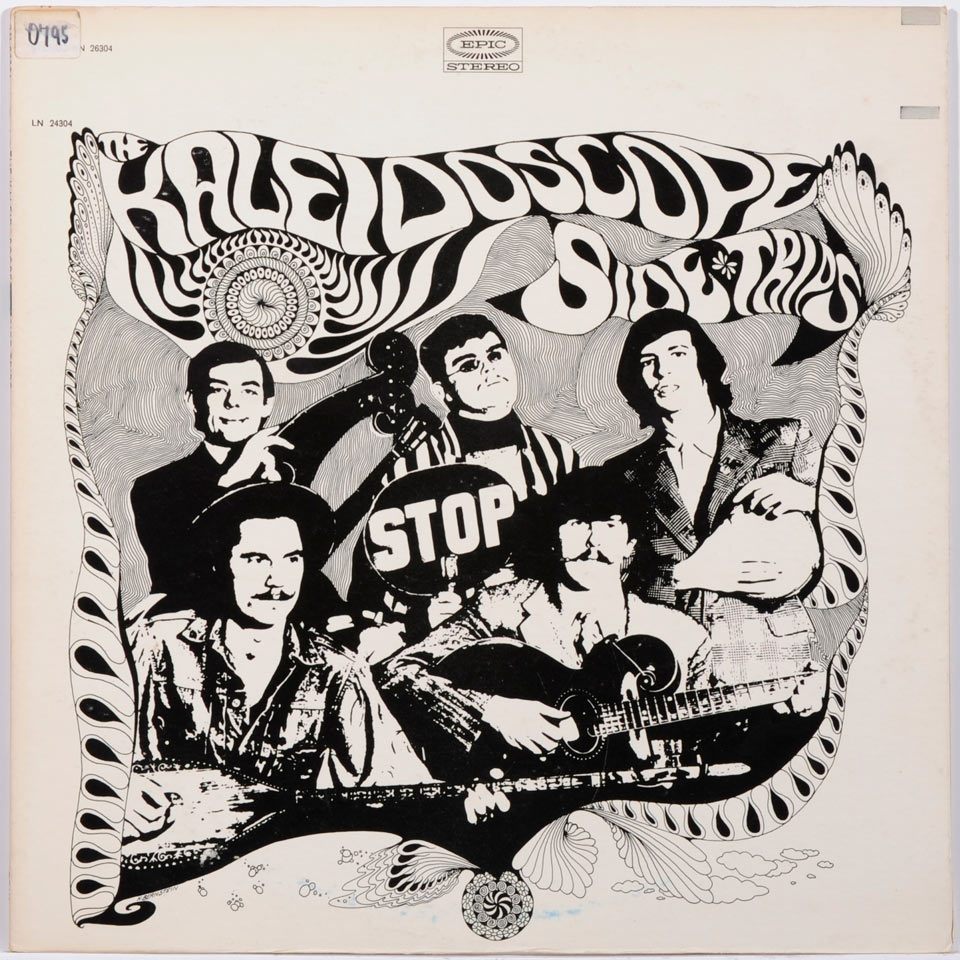 0795
N 26304
EPIC
STEREO
LN 24304
THE
KALEIDOSCOPE
SIDE TRIPS
STOP